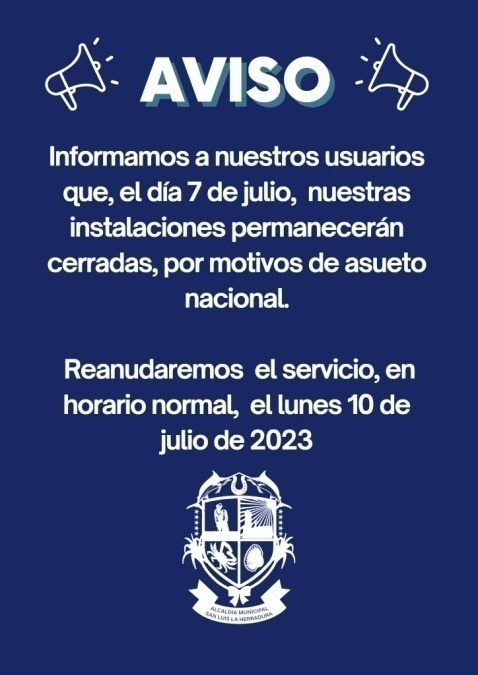 AVISO
Informamos a nuestros usuarios
que, el día 7 de julio, nuestras
instalaciones permanecerán
cerradas, por motivos de asueto
nacional.
Reanudaremos el servicio, en
horario normal, el lunes 10 de
julio de 2023
ALCALDIA MUNICIPAL
SAN LUIS LA HERRADURA